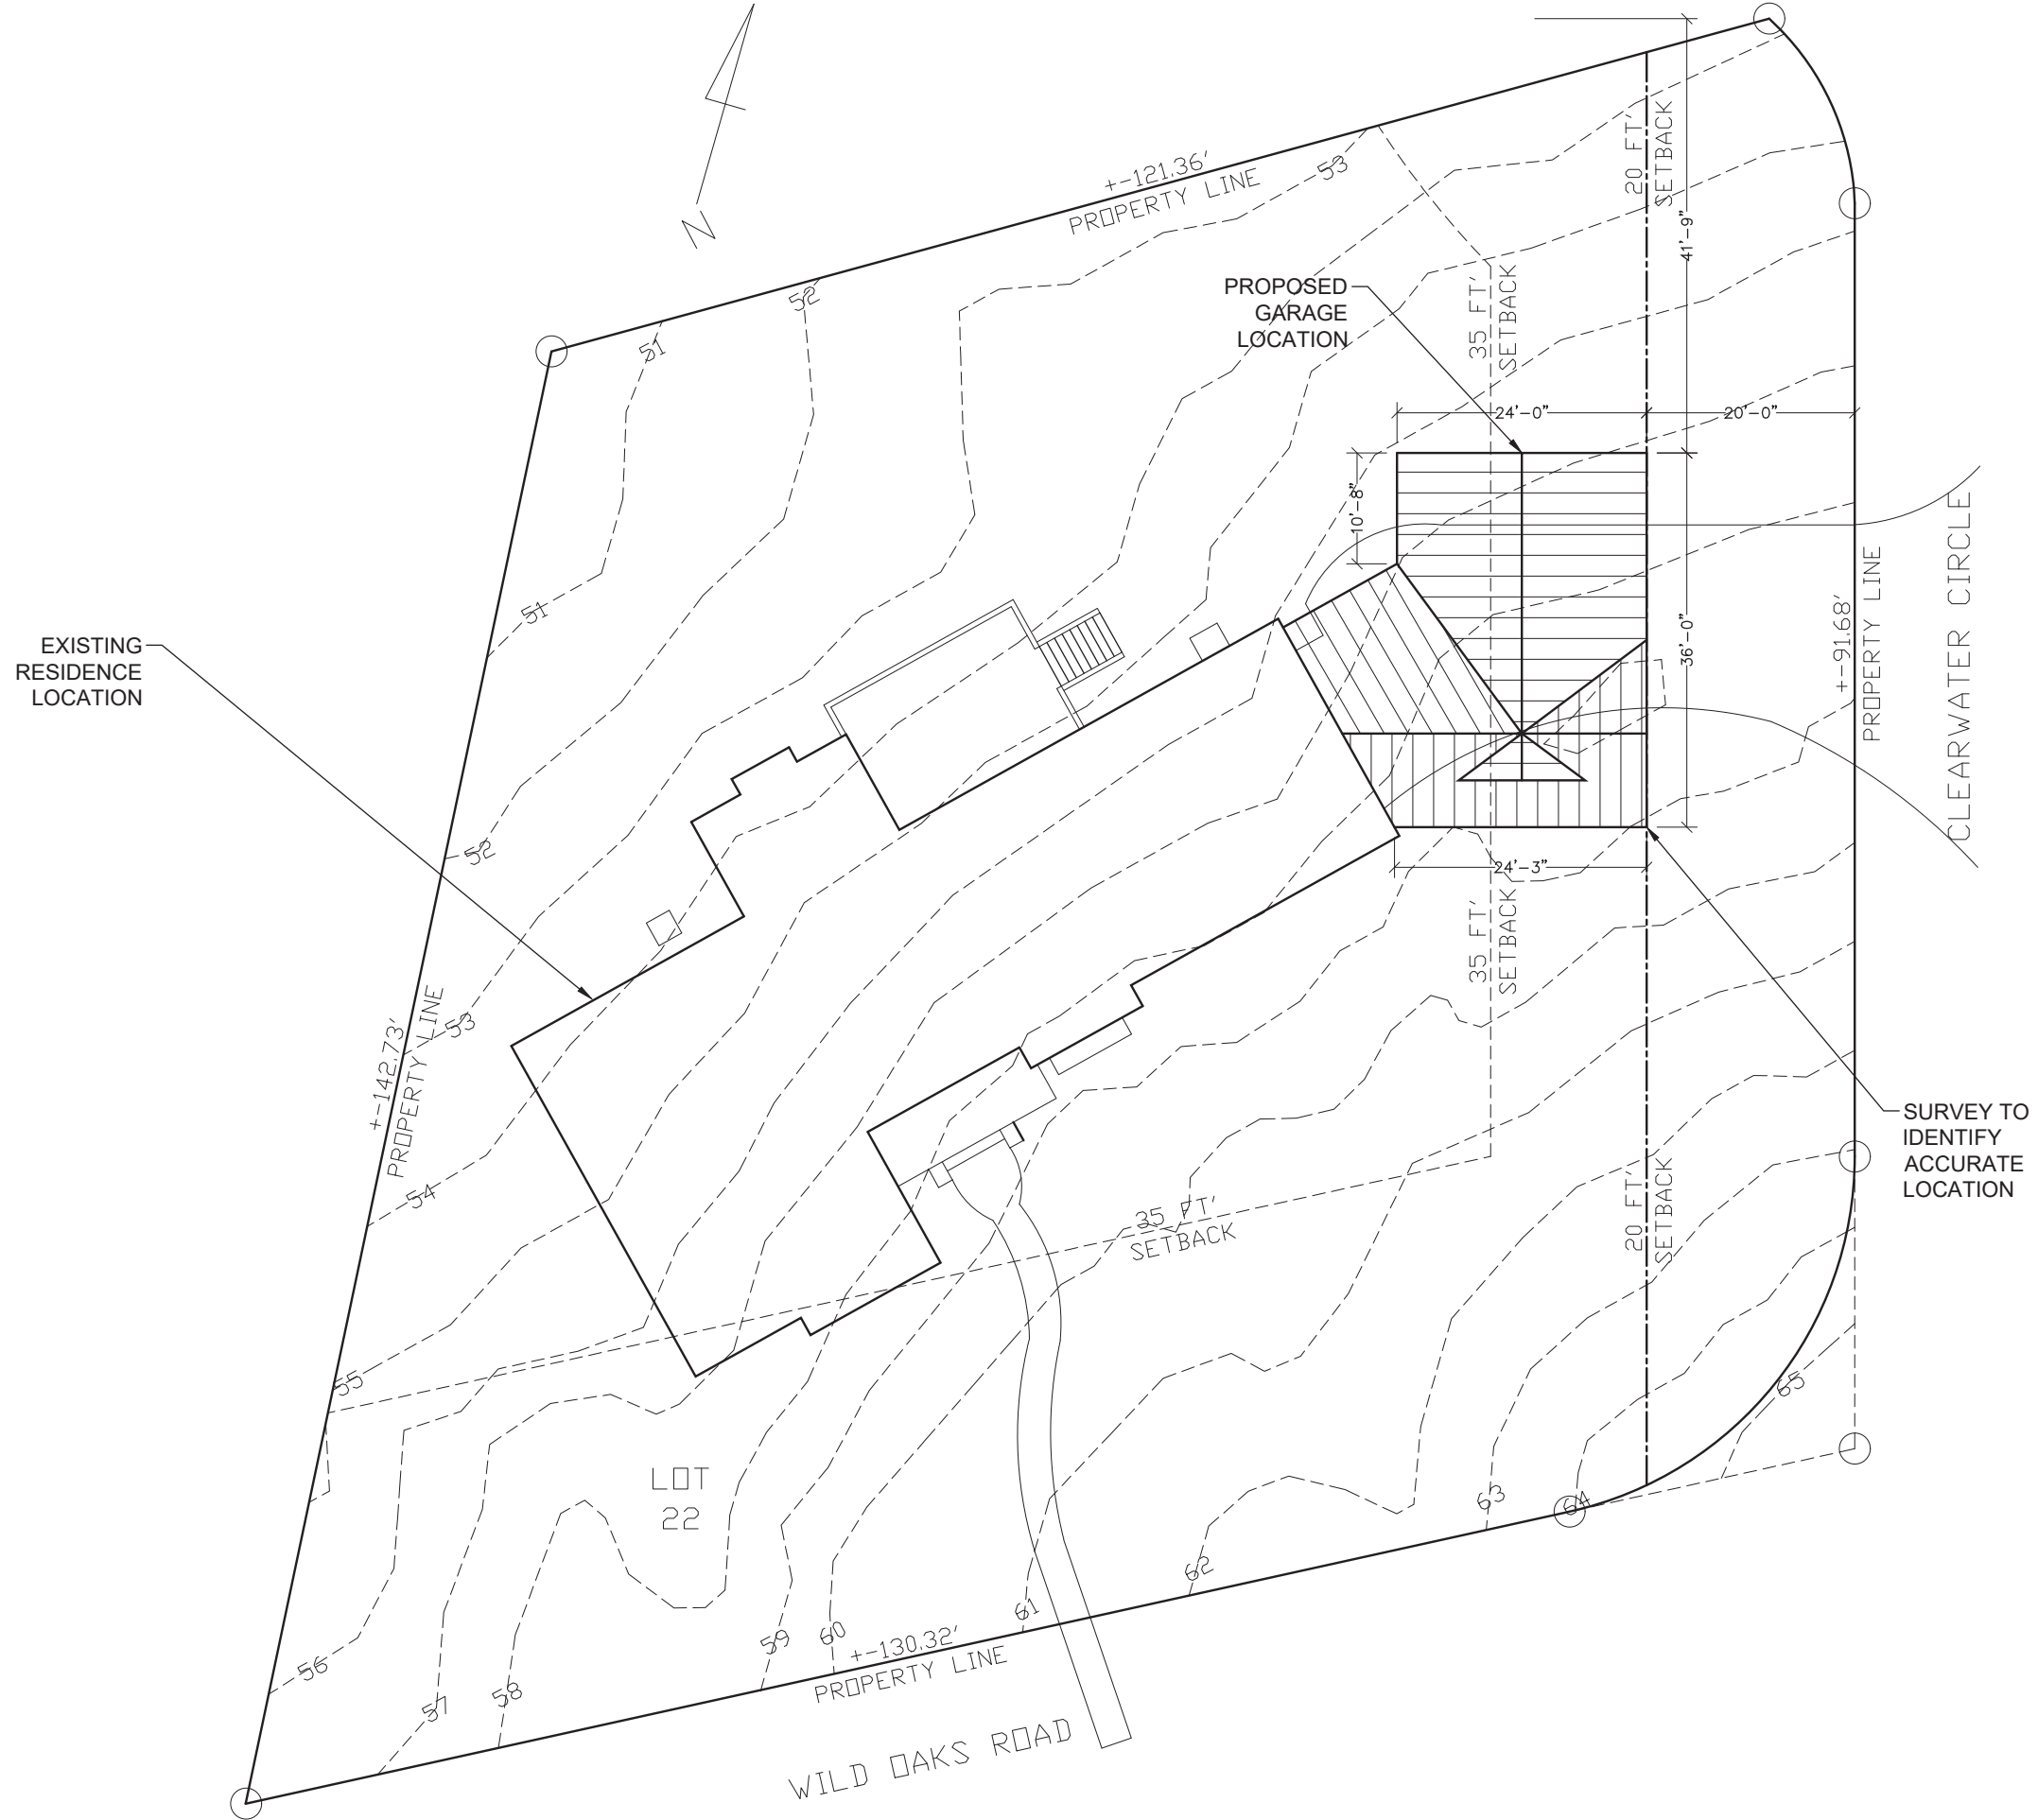 N
+-121.36'
PROPERTY LINE
53
52
51
20 FT'
SETBACK
41'-9"
PROPOSED
GARAGE
LOCATION
35 FT'
SETBACK
24'-0"
20'-0"
10'-8"
36'-0"
+-91.68'
PROPERTY LINE
CLEARWATER CIRCLE
51
EXISTING
RESIDENCE
LOCATION
52
24'-3"
35 FT'
SETBACK
53
+-142.73'
PROPERTY LINE
54
SURVEY TO
IDENTIFY
ACCURATE
LOCATION
20 FT'
SETBACK
35 FT'
SETBACK
55
65
LOT
22
63
64
62
61
60
59
58
57
56
+-130.32'
PROPERTY LINE
WILD OAKS ROAD